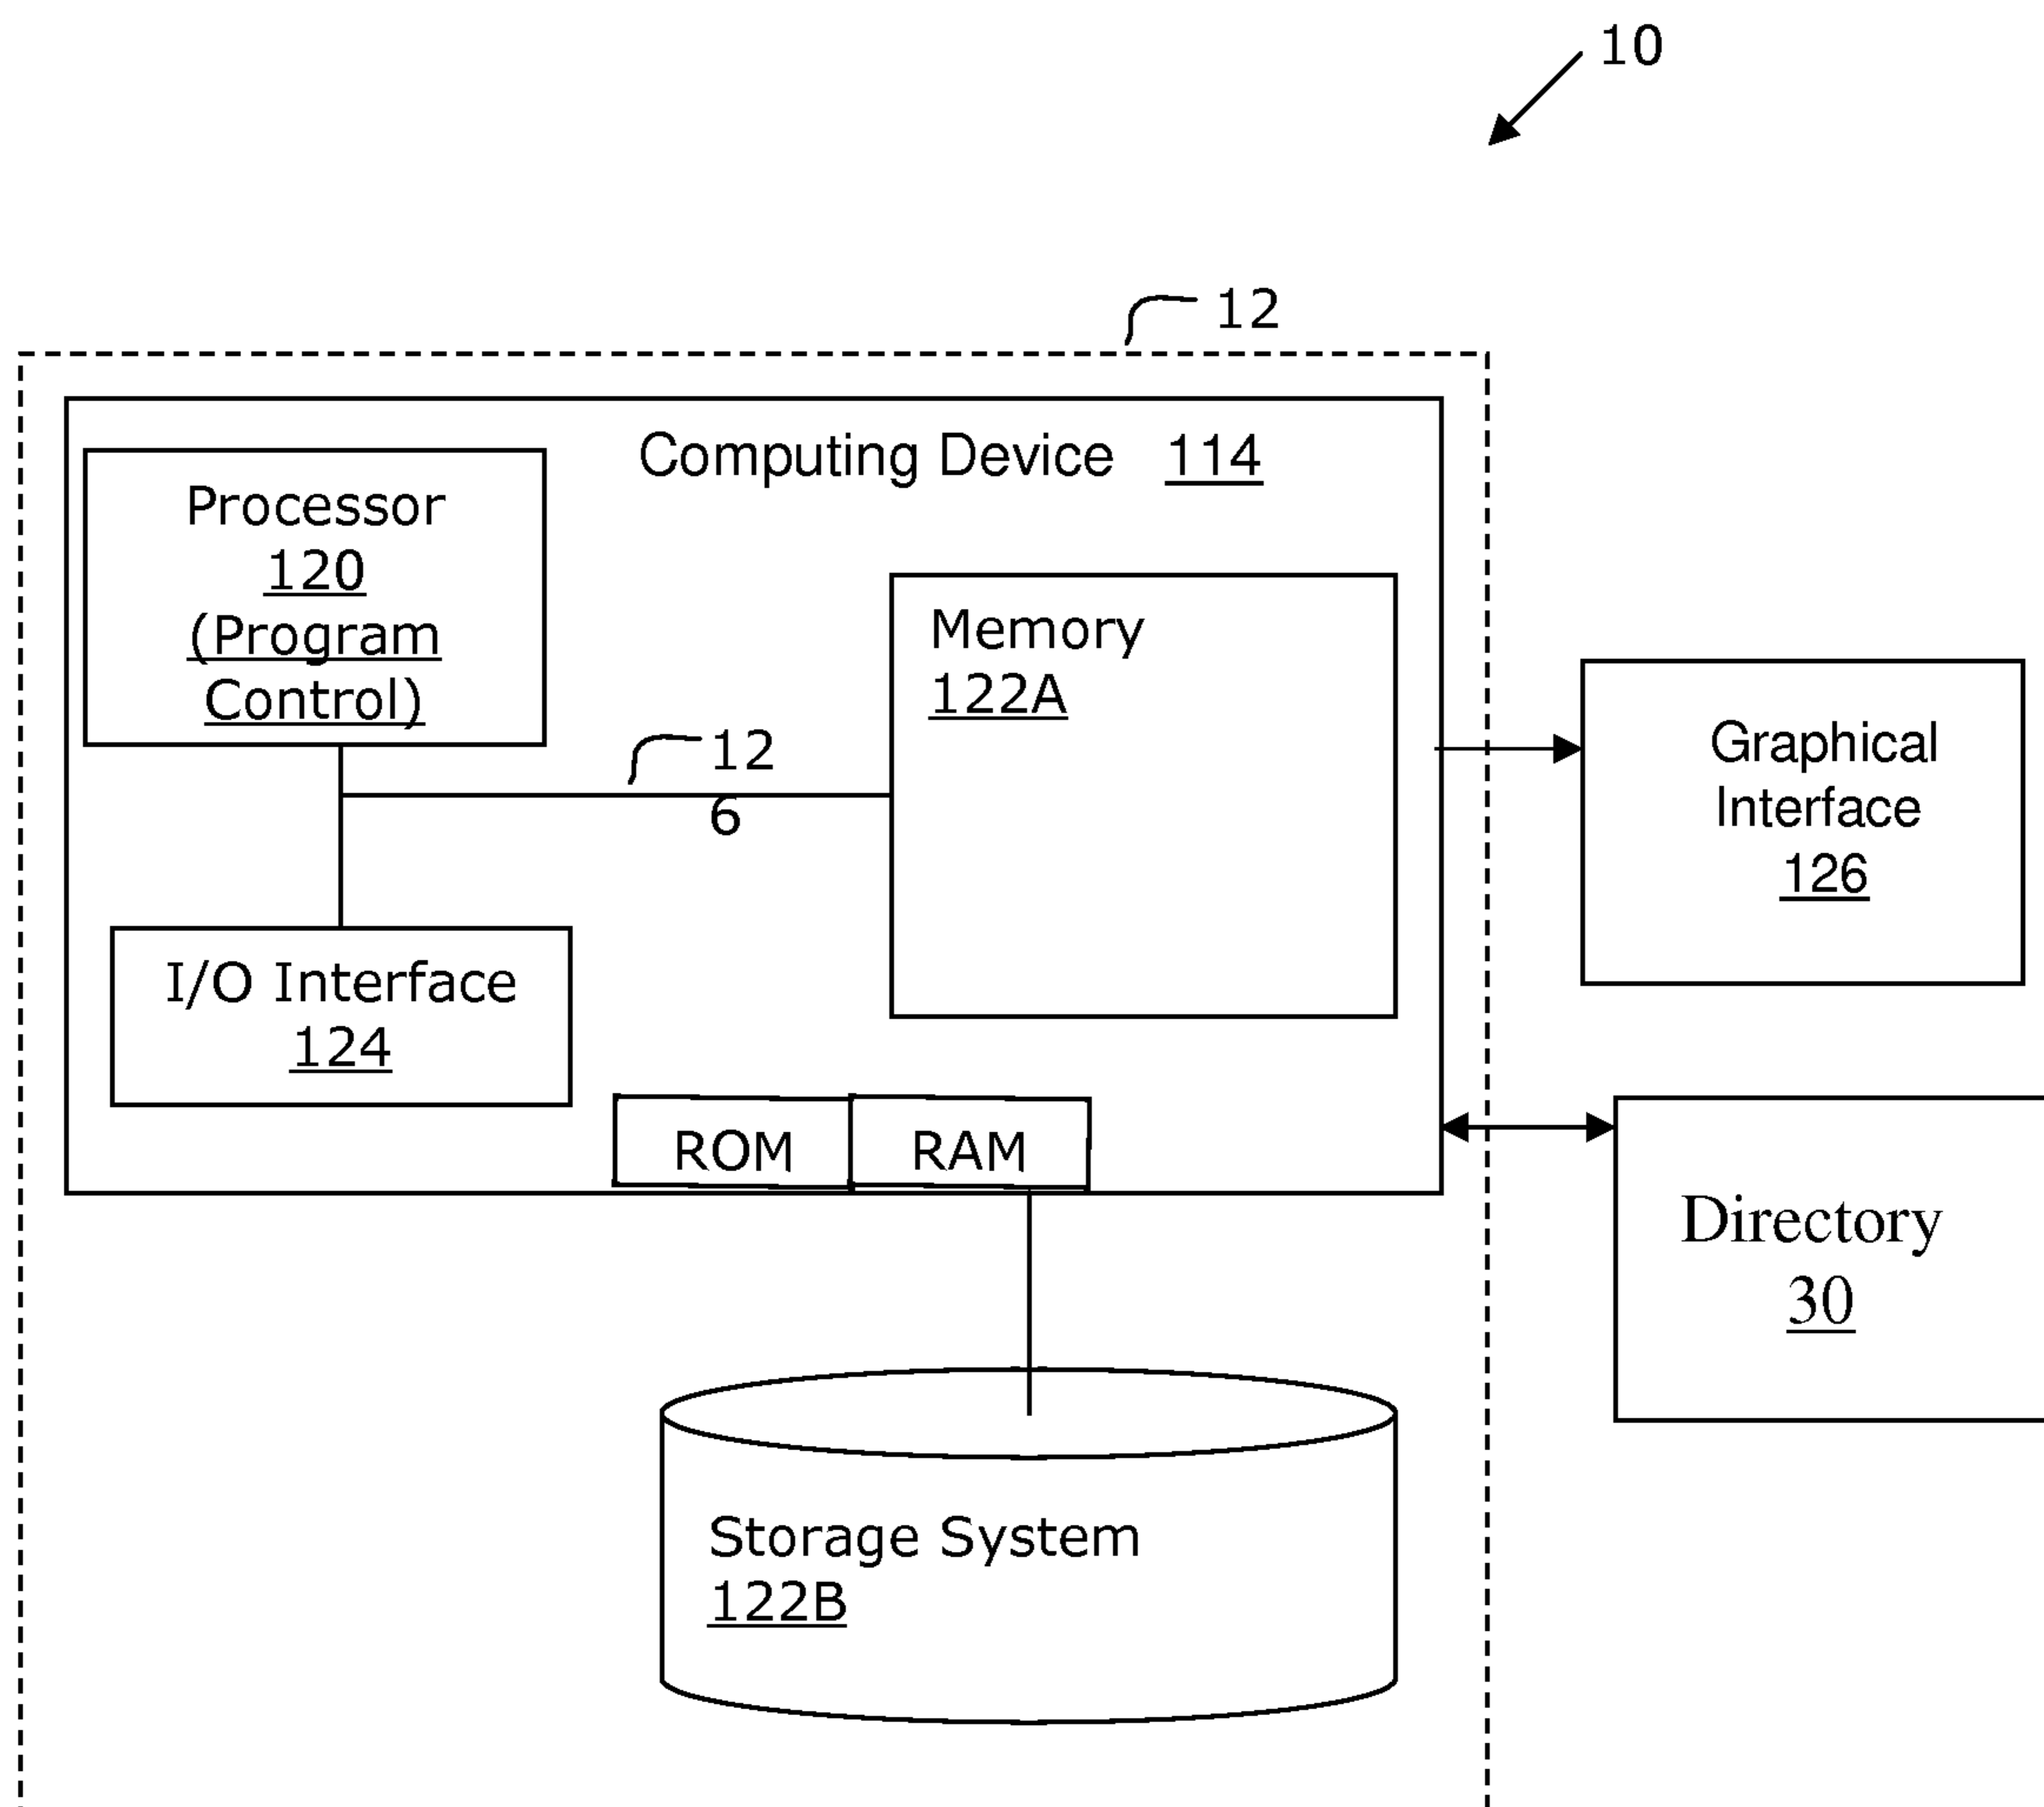 10
12
Computing Device 114
Processor
120
(Program
Control)
Memory
122A
12
6
Graphical
Interface
126
I/O Interface
124
ROM
RAM
Directory
30
Storage System
122B